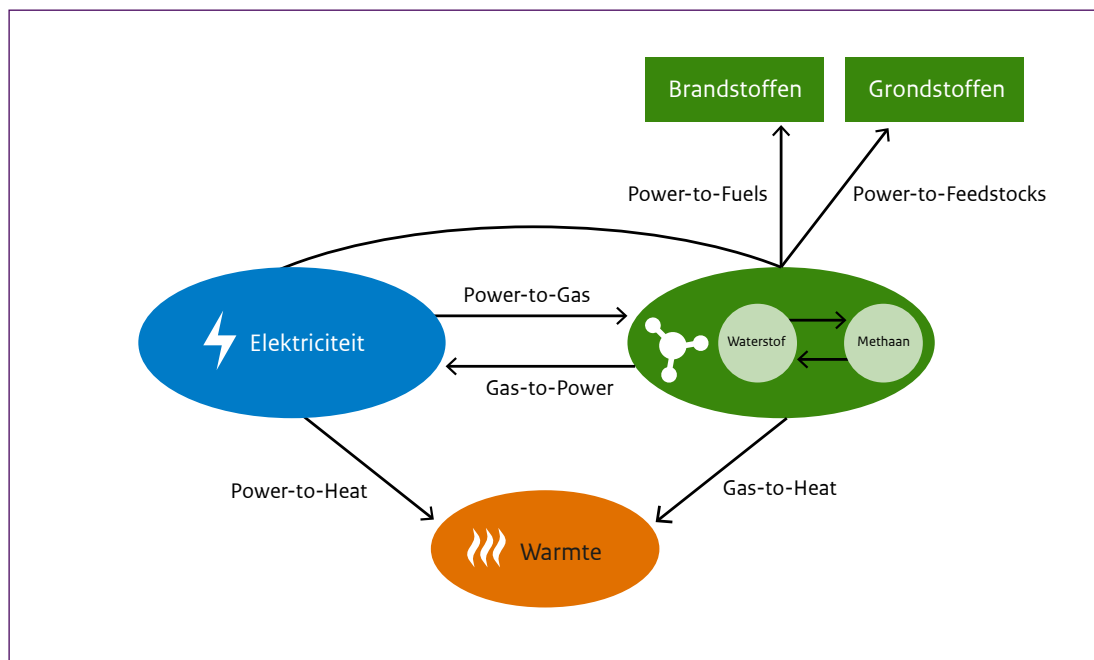 Brandstoffen
Grondstoffen
Power-to-Fuels
Power-to-Feedstocks
Power-to-Gas
Elektriciteit
Waterstof
Methaan
Gas-to-Power
Power-to-Heat
Gas-to-Heat
Warmte